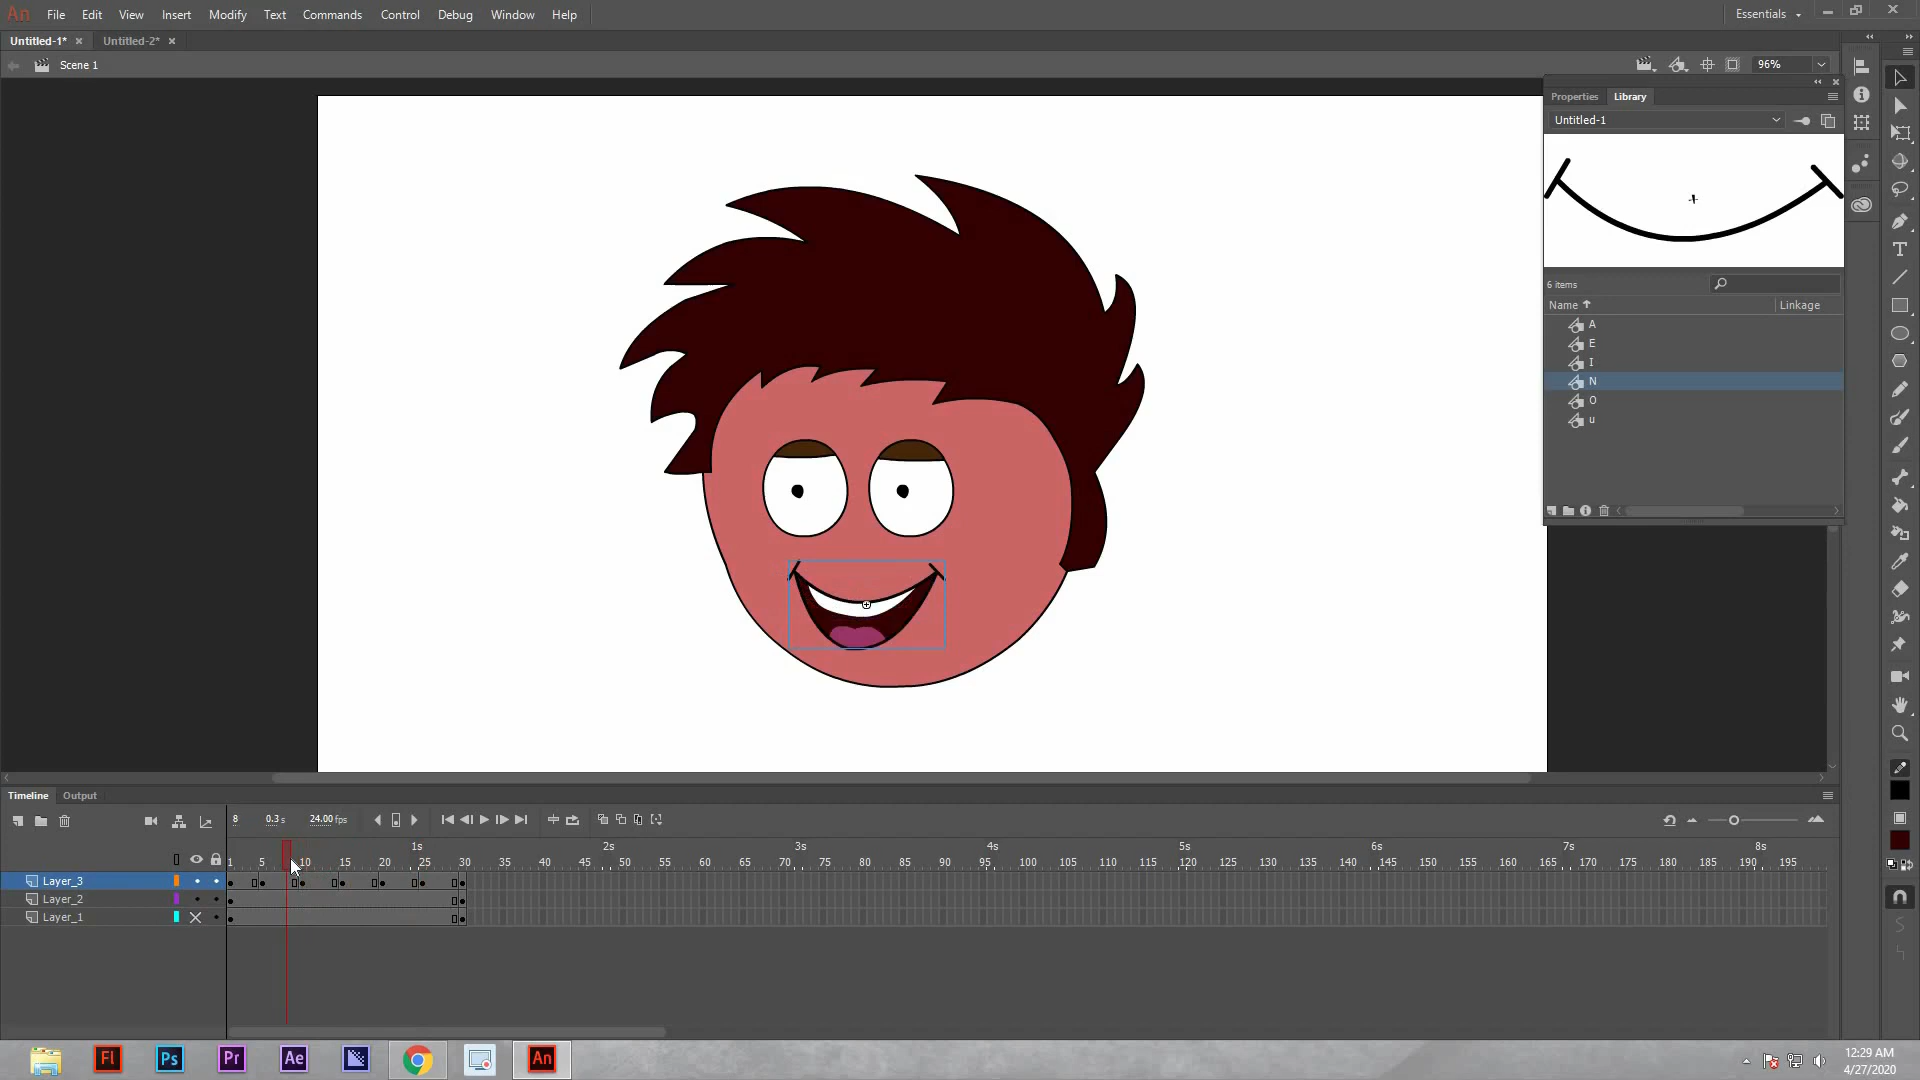 An File Edit View Insert Modify Text Commands Control Debug Window Help Essentials
Untitled-1* × Untitled-2* ×
Scene 1 96%
Properties Library
Untitled-1
6 items
Name Linkage
A
E
I
N
O
u
Timeline Output
8 0.3 s 24.00 fps
1s 2s 3s 4s 5s 6s 7s 8s
1 5 10 15 20 25 30 35 40 45 50 55 60 65 70 75 80 85 90 95 100 105 110 115 120 125 130 135 140 145 150 155 160 165 170 175 180 185 190 195
Layer_3
Layer_2
Layer_1
Fl Ps Pr Ae An
12:29 AM
4/27/2020